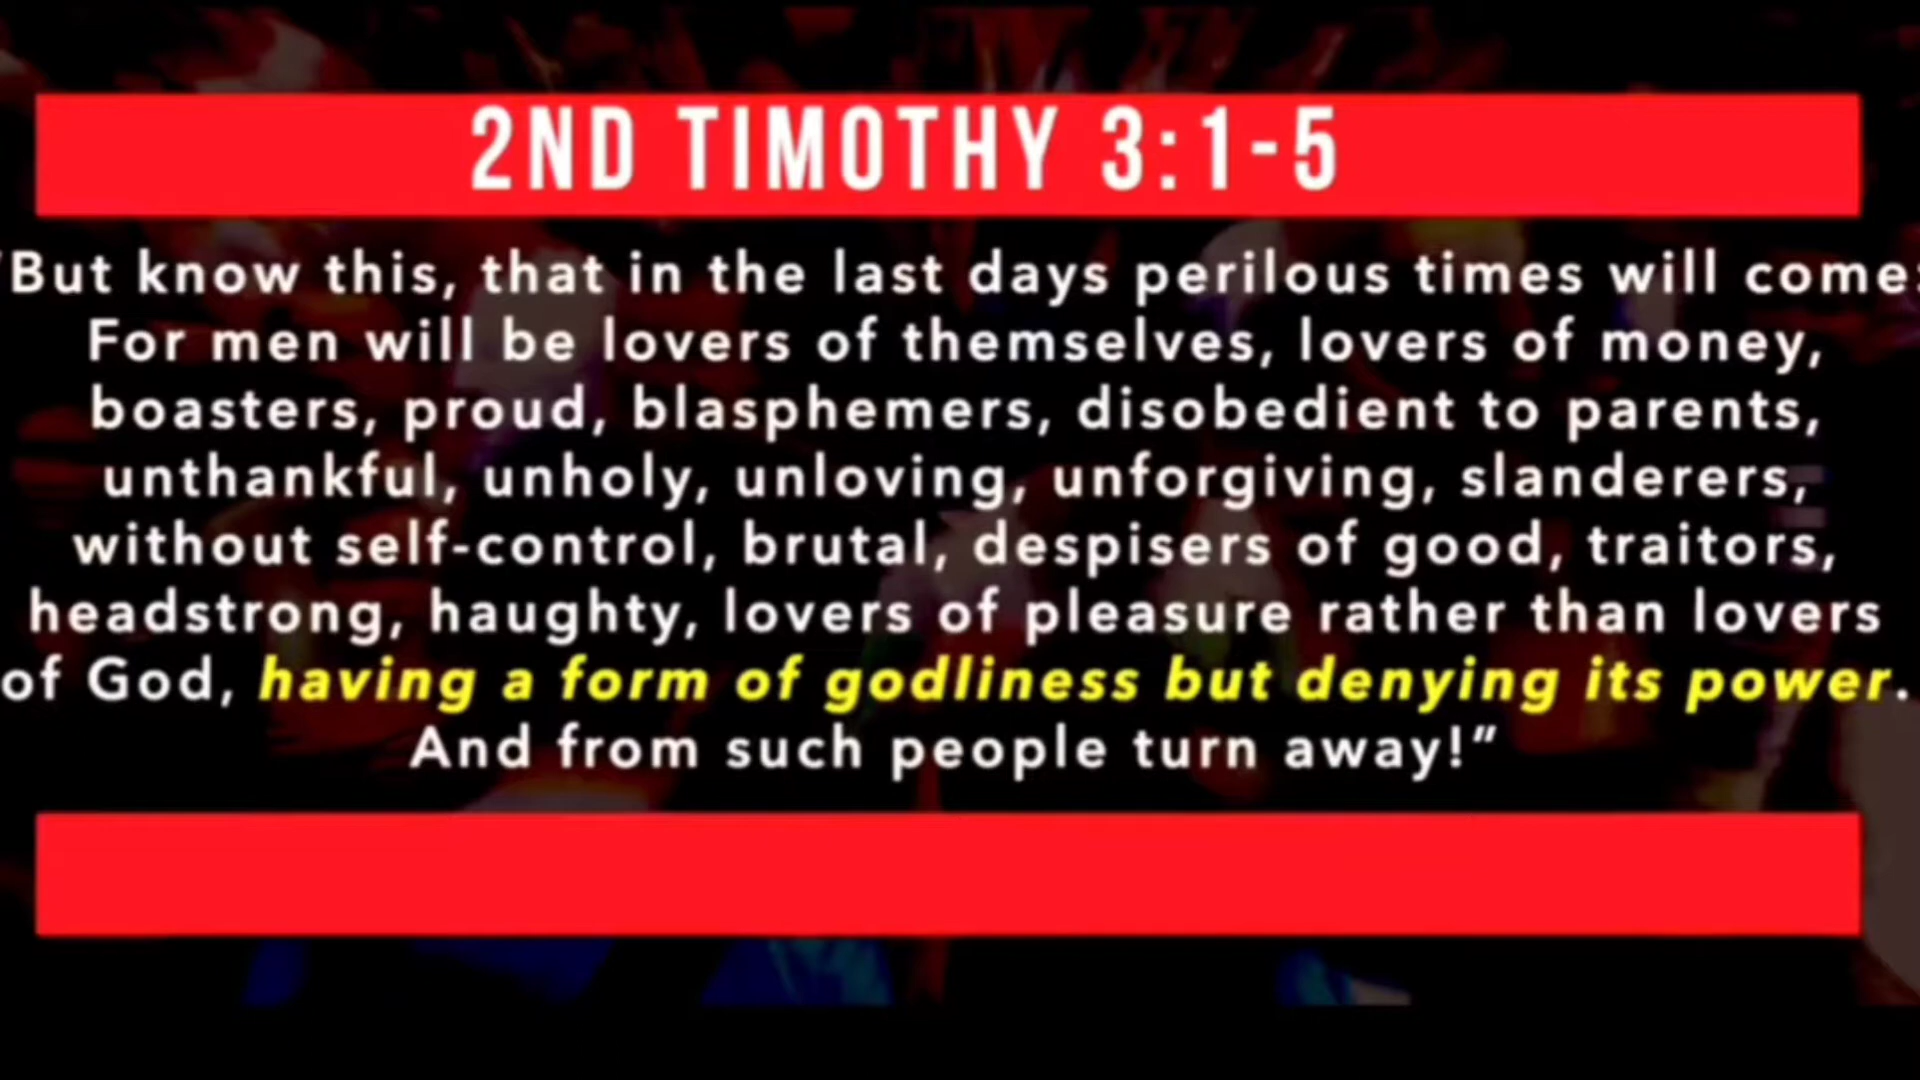 2ND TIMOTHY 3:1-5
"But know this, that in the last days perilous times will come:
For men will be lovers of themselves, lovers of money,
boasters, proud, blasphemers, disobedient to parents,
unthankful, unholy, unloving, unforgiving, slanderers,
without self-control, brutal, despisers of good, traitors,
headstrong, haughty, lovers of pleasure rather than lovers
of God, having a form of godliness but denying its power.
And from such people turn away!”